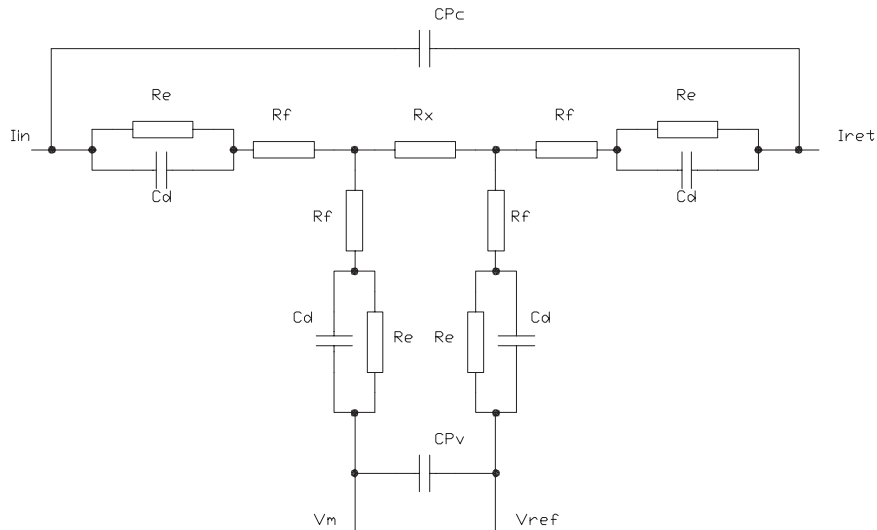 CPc
Re
Re
Rf
Rx
Rf
Iin
Iret
Cd
Cd
Rf
Rf
Cd
Cd
Re
Re
CPv
Vm
Vref